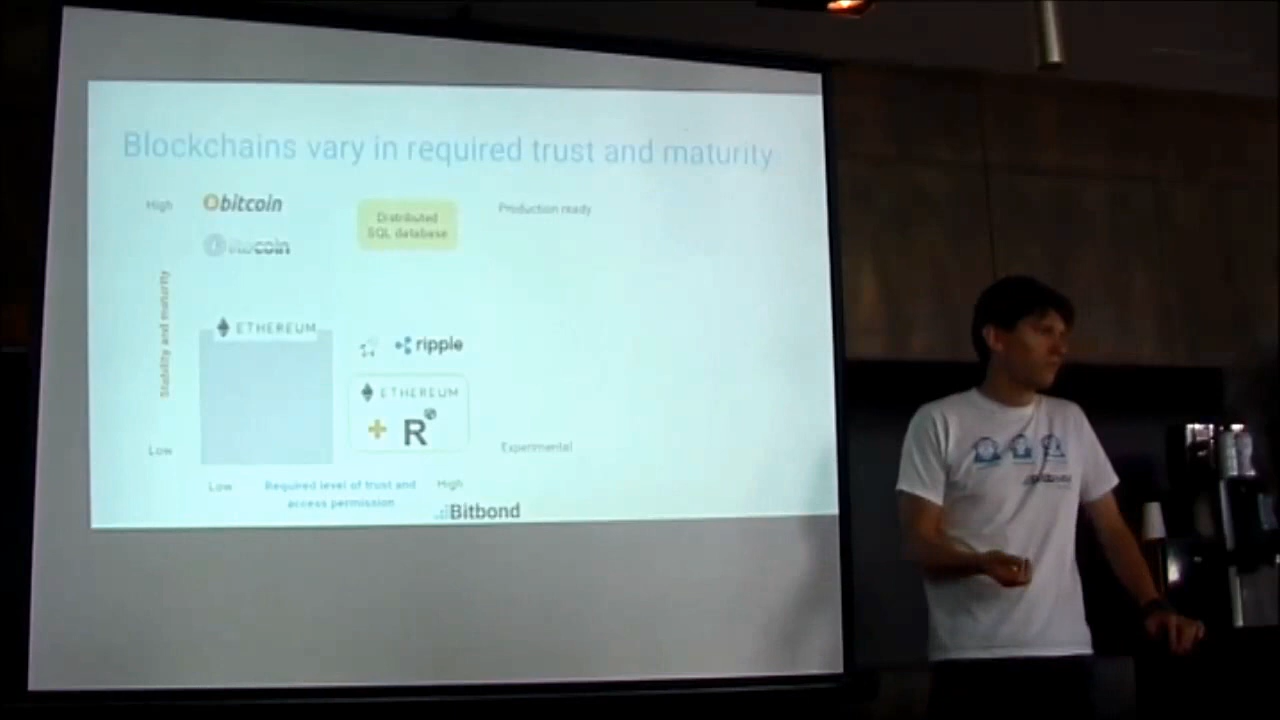 Blockchains vary in required trust and maturity
High
bitcoin
litecoin
Distributed
SQL database
Production ready
Stability and maturity
ETHEREUM
ripple
ETHEREUM
+ R
Low
Experimental
Low
Required level of trust and
access permission
High
Bitbond